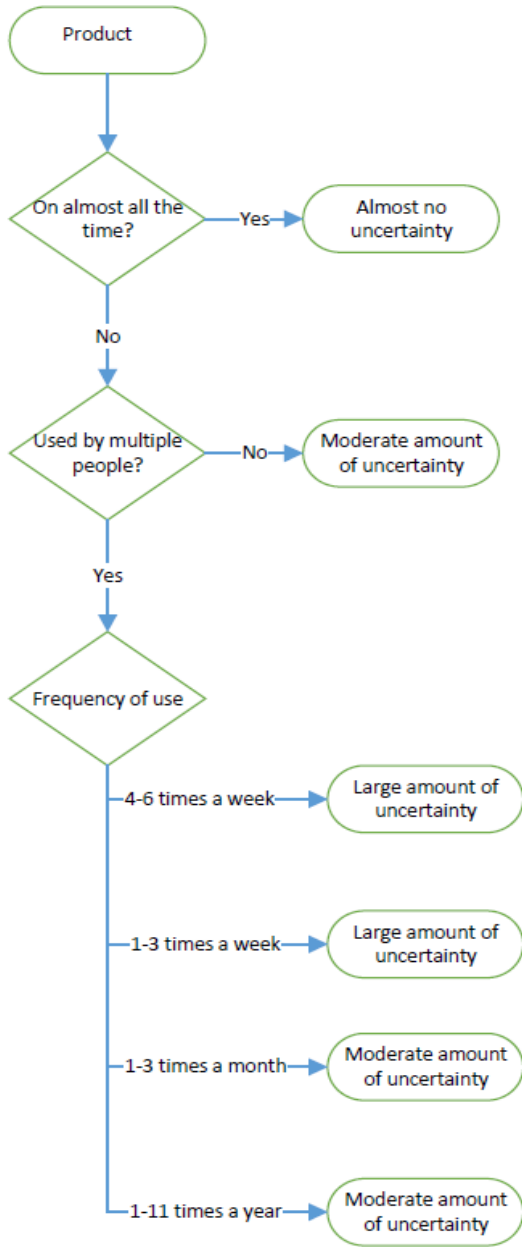 Product
On almost all the
time?
Yes
Almost no
uncertainty
No
Used by multiple
people?
No
Moderate amount
of uncertainty
Yes
Frequency of use
4-6 times a week
Large amount of
uncertainty
1-3 times a week
Large amount of
uncertainty
1-3 times a month
Moderate amount
of uncertainty
1-11 times a year
Moderate amount
of uncertainty